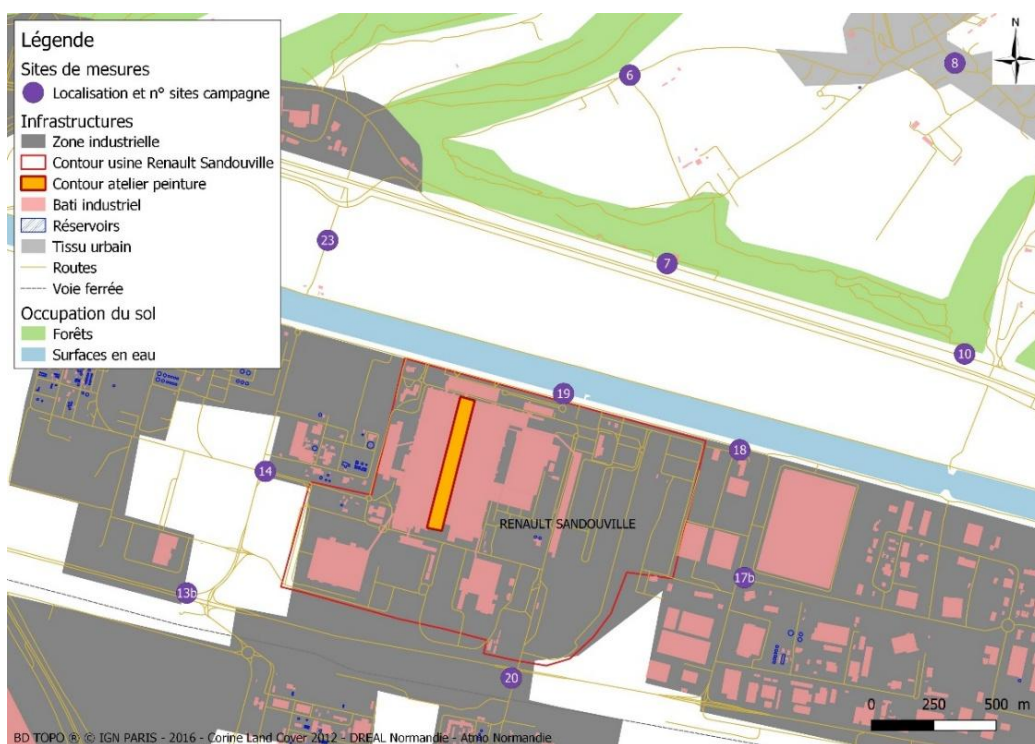 Légende
Sites de mesures
Localisation et n° sites campagne
Infrastructures
Zone industrielle
Contour usine Renault Sandouville
Contour atelier peinture
Bati industriel
Réservoirs
Tissu urbain
Routes
Voie ferrée
Occupation du sol
Forêts
Surfaces en eau
N
6
8
23
7
10
19
18
14
RENAULT SANDOUVILLE
17b
13b
20
0 250 500 m
BD TOPO ® © IGN PARIS - 2016 - Corine Land Cover 2012 - DREAL Normandie - Atmo Normandie